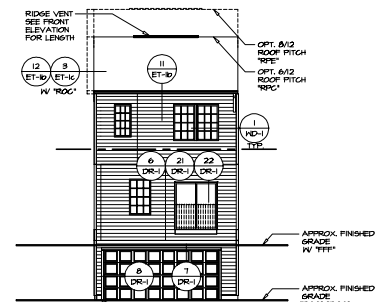 RIDGE VENT
SEE FRONT
ELEVATION
FOR LENGTH
OPT. 8/12
ROOF PITCH
"RPE"
OPT. 6/12
ROOF PITCH
"RPC"
12
ET-1b
3
ET-1c
W/ "ROC"
11
ET-1b
1
WD-1
TYP.
6
DR-1
21
DR-1
22
DR-1
APPROX. FINISHED
GRADE
W/ "FFF"
8
DR-1
7
DR-1
APPROX. FINISHED
GRADE